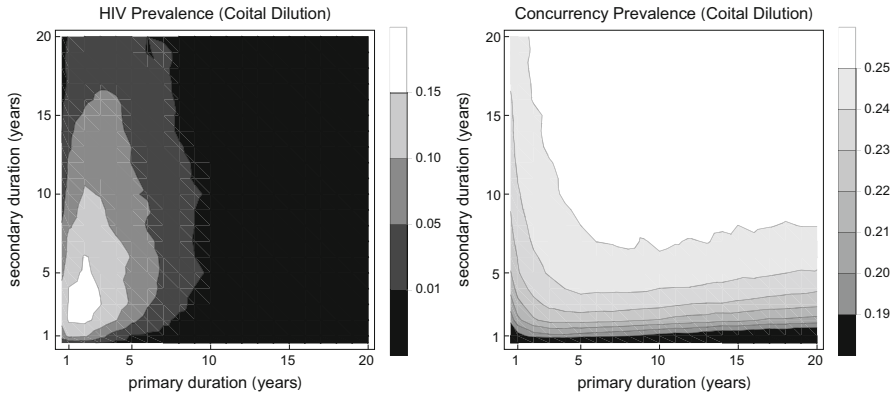 HIV Prevalence (Coital Dilution)
20
15
10
5
1
secondary duration (years)
1 5 10 15 20
primary duration (years)
0.15
0.10
0.05
0.01
Concurrency Prevalence (Coital Dilution)
20
15
10
5
1
secondary duration (years)
1 5 10 15 20
primary duration (years)
0.25
0.24
0.23
0.22
0.21
0.20
0.19